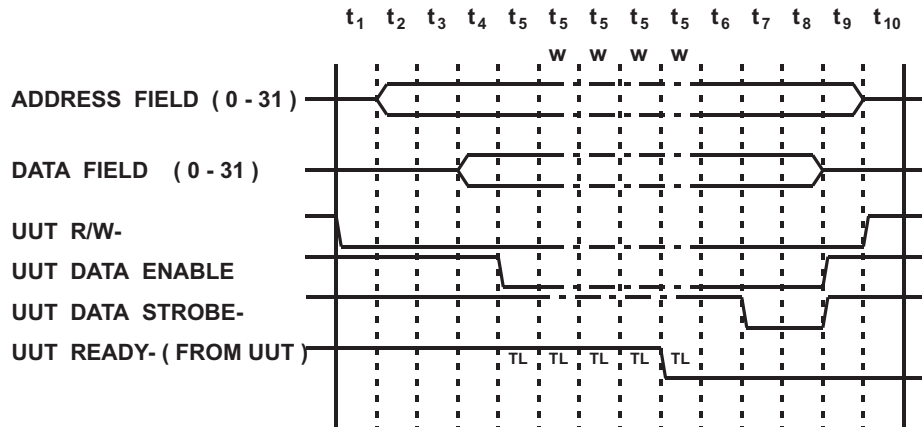 t1 t2 t3 t4 t5 t5 t5 t5 t5 t6 t7 t8 t9 t10
w w w w
ADDRESS FIELD ( 0 - 31 )
DATA FIELD ( 0 - 31 )
UUT R/W-
UUT DATA ENABLE
UUT DATA STROBE-
UUT READY- ( FROM UUT )
TL TL TL TL TL